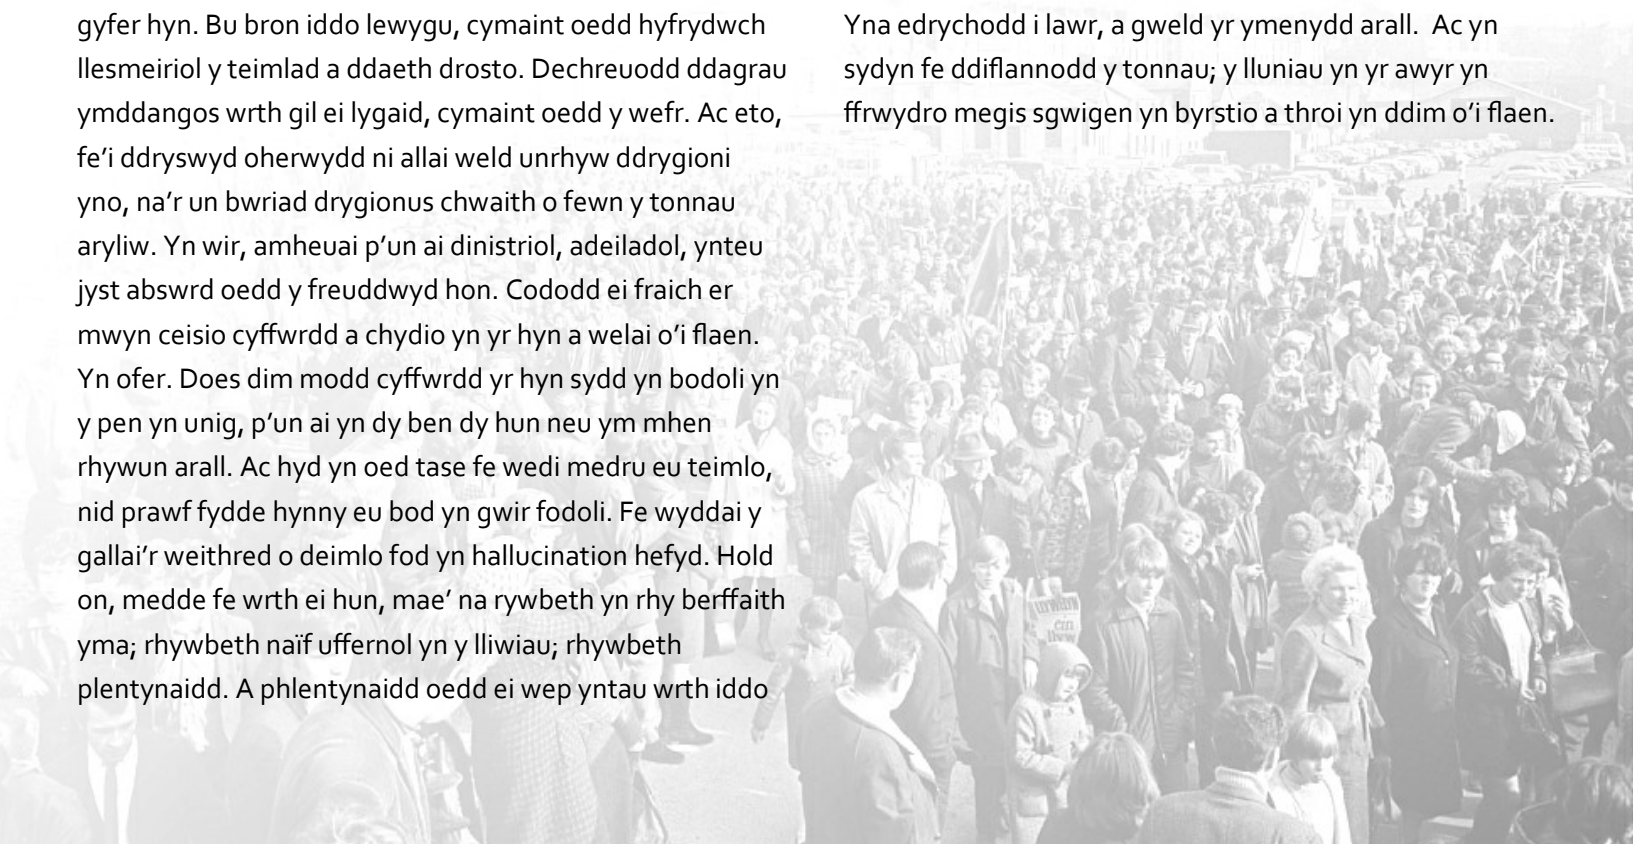 gyfer hyn. Bu bron iddo lewygu, cymaint oedd hyfrydwch
llesmeiriol y teimlad a ddaeth drosto. Dechreuodd ddagrau
ymddangos wrth gil ei lygaid, cymaint oedd y wefr. Ac eto,
fe’i ddryswyd oherwydd ni allai weld unrhyw ddrygioni
yno, na’r un bwriad drygionus chwaith o fewn y tonnau
aryliw. Yn wir, amheuai p’un ai dinistriol, adeiladol, ynteu
jyst abswrd oedd y freuddwyd hon. Cododd ei fraich er
mwyn ceisio cyffwrdd a chydio yn yr hyn a welai o’i flaen.
Yn ofer. Does dim modd cyffwrdd yr hyn sydd yn bodoli yn
y pen yn unig, p’un ai yn dy ben dy hun neu ym mhen
rhywun arall. Ac hyd yn oed tase fe wedi medru eu teimlo,
nid prawf fydde hynny eu bod yn gwir fodoli. Fe wyddai y
gallai’r weithred o deimlo fod yn hallucination hefyd. Hold
on, medde fe wrth ei hun, mae’ na rywbeth yn rhy berffaith
yma; rhywbeth naïf uffernol yn y lliwiau; rhywbeth
plentynaidd. A phlentynaidd oedd ei wep yntau wrth iddo
Yna edrychodd i lawr, a gweld yr ymenydd arall.  Ac yn
sydyn fe ddiflannodd y tonnau; y lluniau yn yr awyr yn
ffrwydro megis sgwigen yn byrstio a throi yn ddim o’i flaen.